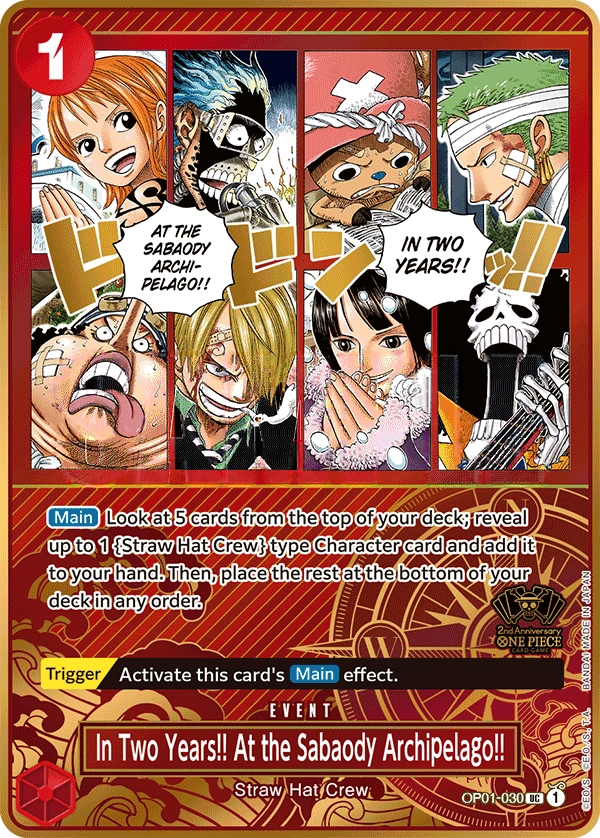 1
AT THE
SABAODY
ARCHI-
PELAGO!!
IN TWO
YEARS!!
ドドンッ!!
Main Look at 5 cards from the top of your deck; reveal
up to 1 {Straw Hat Crew} type Character card and add it
to your hand. Then, place the rest at the bottom of your
deck in any order.
2nd Anniversary
ONE PIECE
CARD GAME
Trigger Activate this card's Main effect.
EVENT
In Two Years!! At the Sabaody Archipelago!!
Straw Hat Crew
OP01-030 UC 1
©E.O/S. ©E.O./S., T./A. BANDAI MADE IN JAPAN
N
W